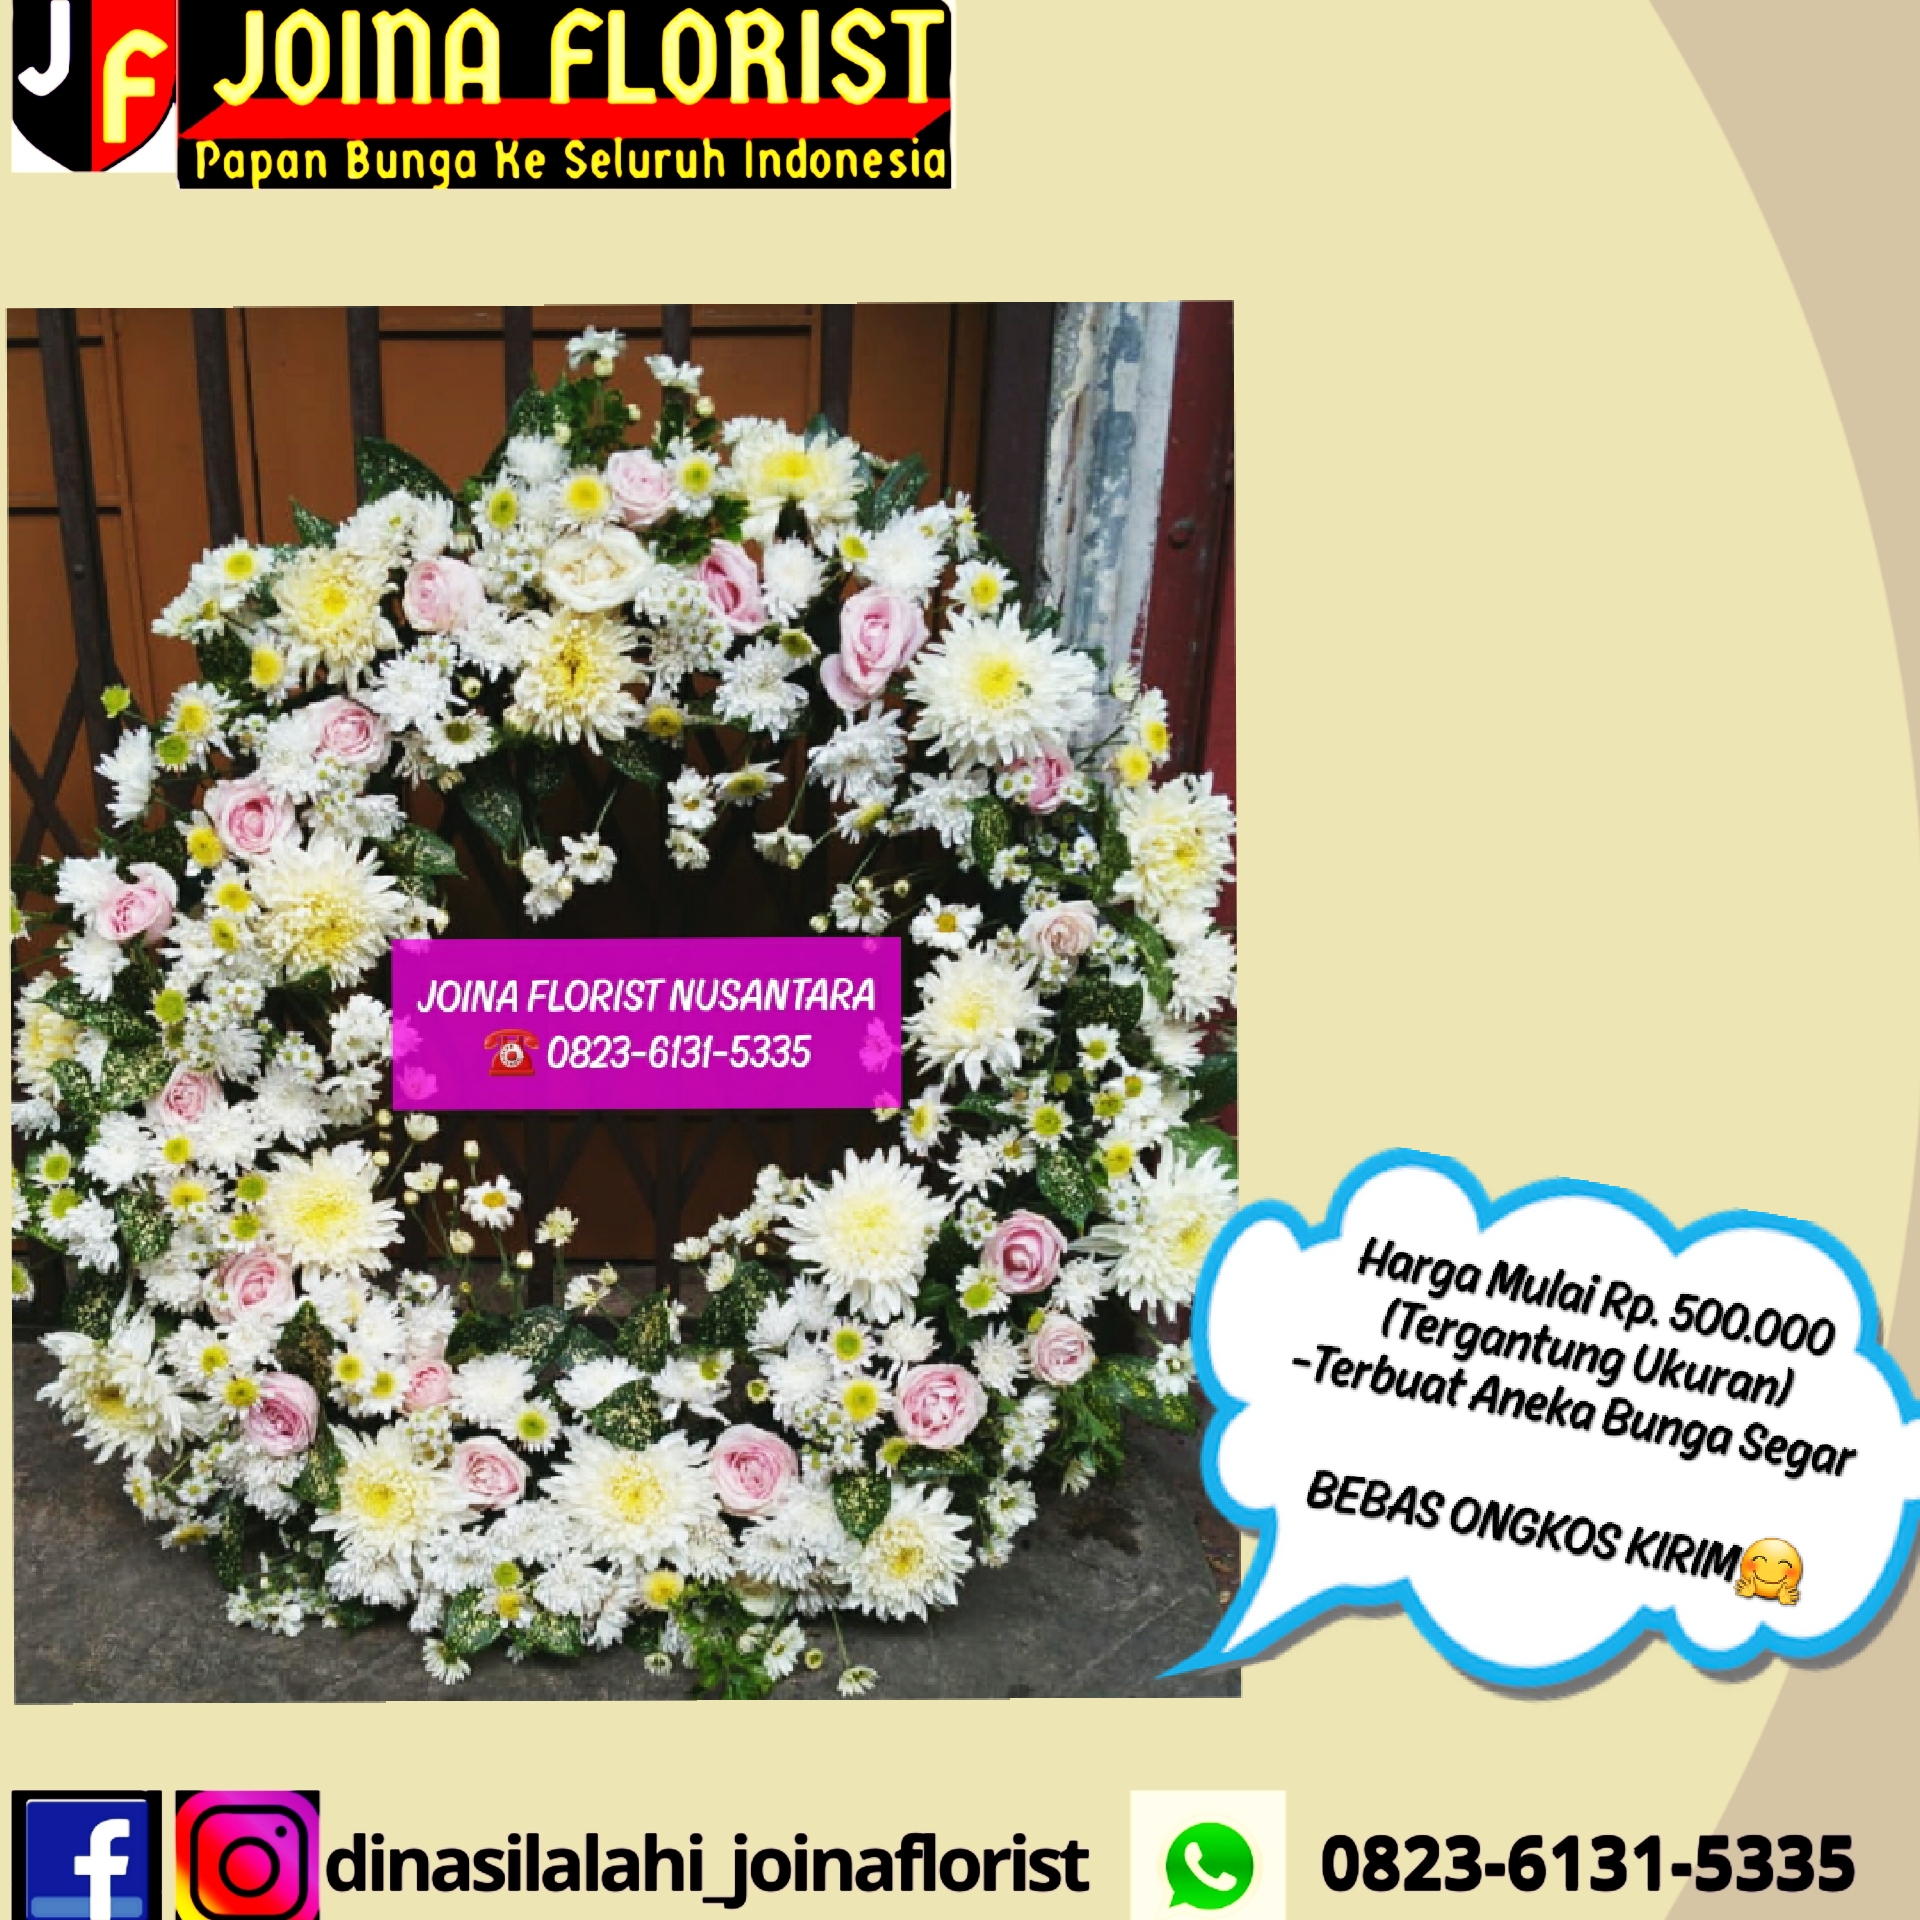 JF
JOINA FLORIST
Papan Bunga Ke Seluruh Indonesia
JOINA FLORIST NUSANTARA
☎️ 0823-6131-5335
Harga Mulai Rp. 500.000
(Tergantung Ukuran)
-Terbuat Aneka Bunga Segar
BEBAS ONGKOS KIRIM🤗
dinasilalahi_joinaflorist
0823-6131-5335